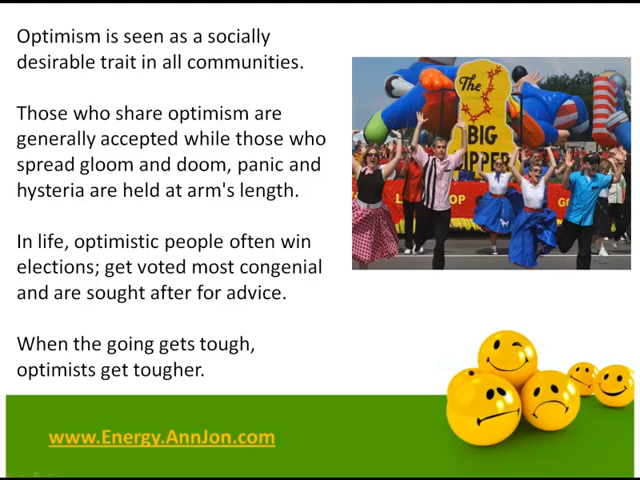 Optimism is seen as a socially
desirable trait in all communities.
Those who share optimism are
generally accepted while those who
spread gloom and doom, panic and
hysteria are held at arm's length.
In life, optimistic people often win
elections; get voted most congenial
and are sought after for advice.
When the going gets tough,
optimists get tougher.
The
BIG
www.Energy.AnnJon.com